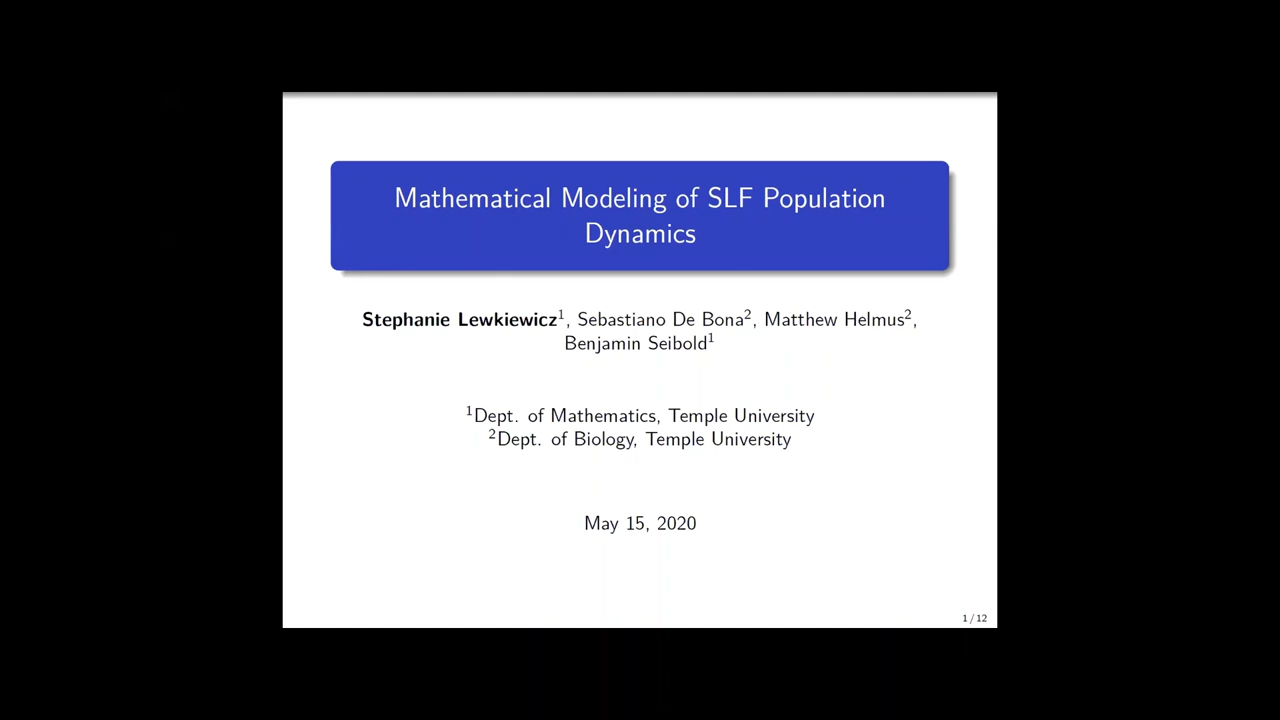 Mathematical Modeling of SLF Population
Dynamics
Stephanie Lewkiewicz¹, Sebastiano De Bona², Matthew Helmus²,
Benjamin Seibold¹
¹Dept. of Mathematics, Temple University
²Dept. of Biology, Temple University
May 15, 2020
1 / 12